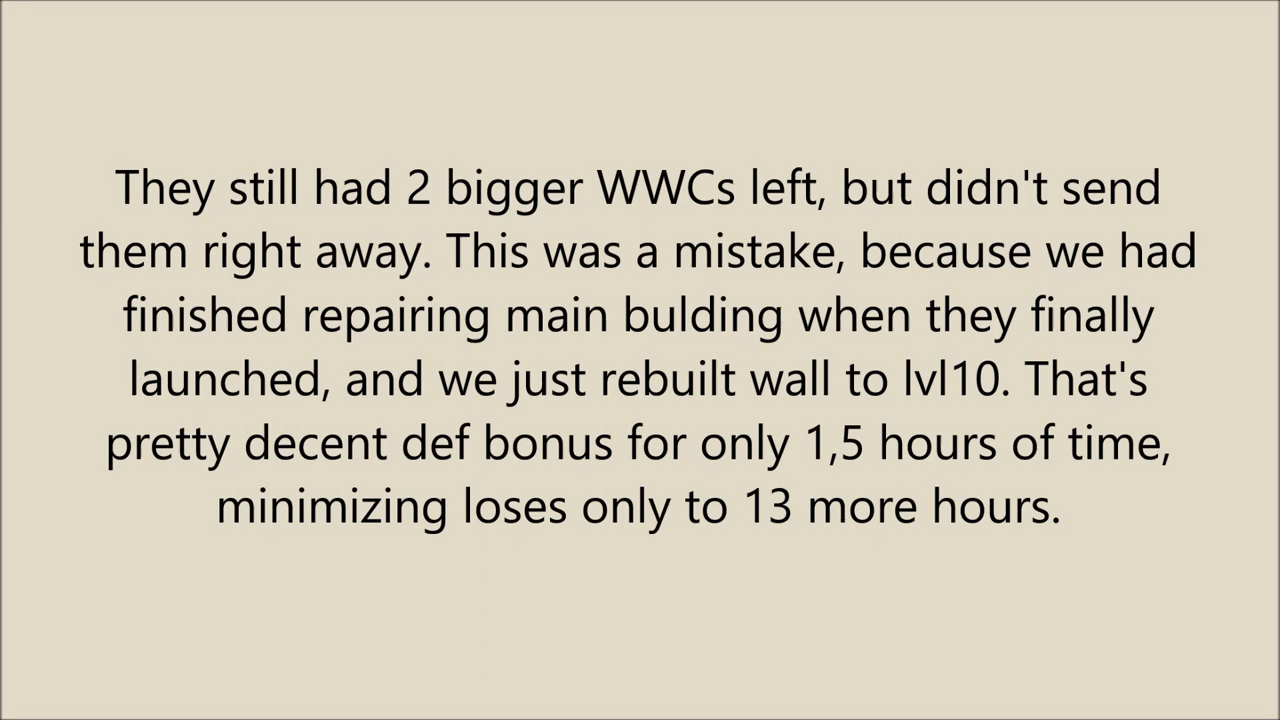 They still had 2 bigger WWCs left, but didn't send
them right away. This was a mistake, because we had
finished repairing main bulding when they finally
launched, and we just rebuilt wall to lvl10. That's
pretty decent def bonus for only 1,5 hours of time,
minimizing loses only to 13 more hours.